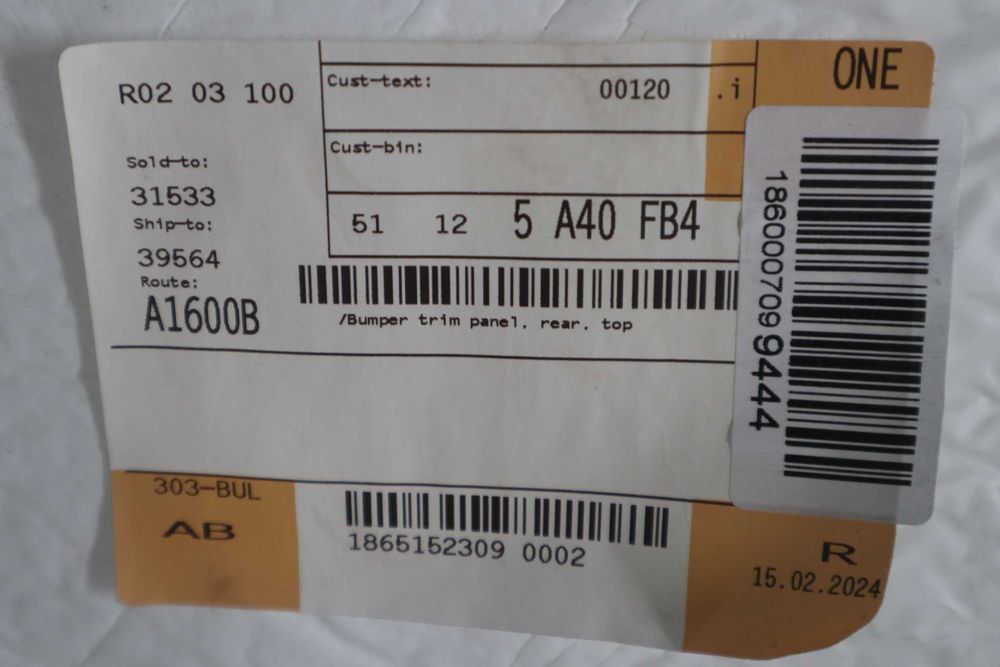 R02 03 100
Cust-text: 00120 .i
ONE
Cust-bin:
Sold-to:
31533
Ship-to:
39564
Route:
A1600B
51 12 5 A40 FB4
/Bumper trim panel, rear, top
186000709 9444
303-BUL
AB
1865152309 0002
R
15.02.2024